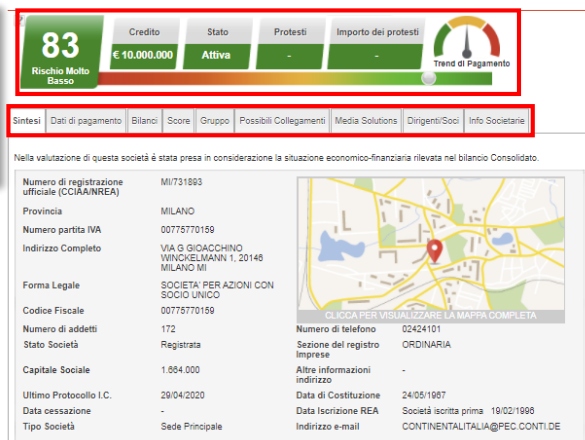 83
Rischio Molto
Basso
Credito
€ 10.000.000
Stato
Attiva
Protesti
-
Importo dei protesti
-
Trend di Pagamento
Sintesi
Dati di pagamento
Bilanci
Score
Gruppo
Possibili Collegamenti
Media Solutions
Dirigenti/Soci
Info Societarie
Nella valutazione di questa società è stata presa in considerazione la situazione economico-finanziaria rilevata nel bilancio Consolidato.
Numero di registrazione
ufficiale (CCIAA/NREA)
MI/731893
Provincia
MILANO
Numero partita IVA
00775770159
Indirizzo Completo
VIA G GIOACCHINO
WINCKELMANN 1, 20146
MILANO MI
Forma Legale
SOCIETA' PER AZIONI CON
SOCIO UNICO
Codice Fiscale
00775770159
CLICCA PER VISUALIZZARE LA MAPPA COMPLETA
Numero di addetti
172
Numero di telefono
02424101
Stato Società
Registrata
Sezione del registro
Imprese
ORDINARIA
Capitale Sociale
1.664.000
Altre informazioni
indirizzo
-
Ultimo Protocollo I.C.
29/04/2020
Data di Costituzione
24/05/1967
Data cessazione
-
Data Iscrizione REA
Società iscritta prima 19/02/1996
Tipo Società
Sede Principale
Indirizzo e-mail
CONTINENTALITALIA@PEC.CONTI.DE